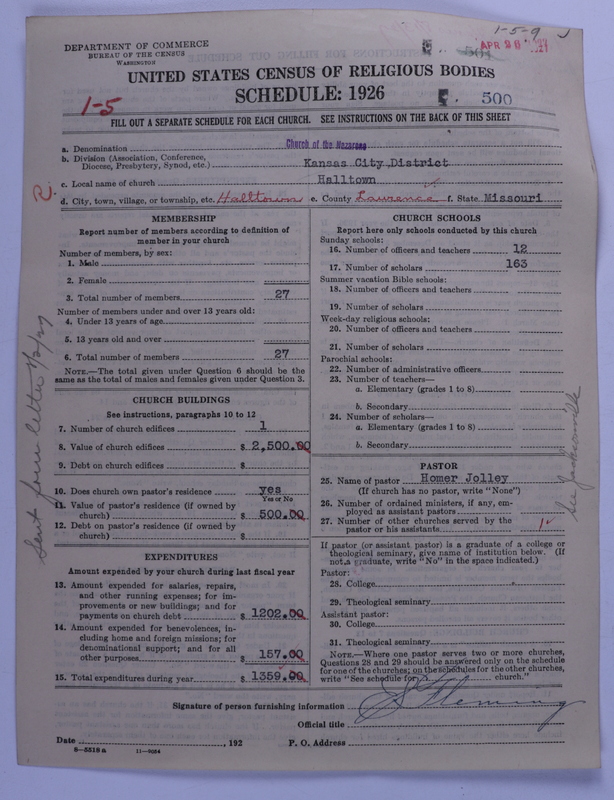 1-5-9
DEPARTMENT OF COMMERCE
BUREAU OF THE CENSUS
WASHINGTON
504
APR 20
UNITED STATES CENSUS OF RELIGIOUS BODIES
SCHEDULE: 1926
1-5
500
FILL OUT A SEPARATE SCHEDULE FOR EACH CHURCH. SEE INSTRUCTIONS ON THE BACK OF THIS SHEET
a. Denomination Church of the Nazarene
b. Division (Association, Conference, Diocese, Presbytery, Synod, etc.) Kansas City District
c. Local name of church Halltown
R.
d. City, town, village, or township, etc. Halltown e. County Lawrence f. State Missouri
MEMBERSHIP
Report number of members according to definition of
member in your church
Number of members, by sex:
1. Male
2. Female
3. Total number of members 27
Number of members under and over 13 years old:
4. Under 13 years of age
5. 13 years old and over
6. Total number of members 27
NOTE.—The total given under Question 6 should be the
same as the total of males and females given under Question 3.
CHURCH BUILDINGS
See instructions, paragraphs 10 to 12
7. Number of church edifices 1
8. Value of church edifices $ 2,500.00
9. Debt on church edifices $
10. Does church own pastor's residence yes
Yes or No
11. Value of pastor's residence (if owned by
church) $ 500.00
12. Debt on pastor's residence (if owned by
church) $
EXPENDITURES
Amount expended by your church during last fiscal year
13. Amount expended for salaries, repairs,
and other running expenses; for im-
provements or new buildings; and for
payments on church debt $ 1202.00
14. Amount expended for benevolences, in-
cluding home and foreign missions; for
denominational support; and for all
other purposes 157.00
15. Total expenditures during year $ 1359.00
CHURCH SCHOOLS
Report here only schools conducted by this church
Sunday schools:
16. Number of officers and teachers 12
17. Number of scholars 163
Summer vacation Bible schools:
18. Number of officers and teachers
19. Number of scholars
Week-day religious schools:
20. Number of officers and teachers
21. Number of scholars
Parochial schools:
22. Number of administrative officers
23. Number of teachers—
a. Elementary (grades 1 to 8)
b. Secondary
24. Number of scholars—
a. Elementary (grades 1 to 8)
b. Secondary
PASTOR
25. Name of pastor Homer Jolley
(If church has no pastor, write "None")
26. Number of ordained ministers, if any, em-
ployed as assistant pastors
27. Number of other churches served by the
pastor or his assistants 1
If pastor (or assistant pastor) is a graduate of a college or
theological seminary, give name of institution below. (If
not a graduate, write "No" in the space indicated.)
Pastor:
28. College
29. Theological seminary
Assistant pastor:
30. College
31. Theological seminary
NOTE.—Where one pastor serves two or more churches,
Questions 28 and 29 should be answered only on the schedule
for one of the churches; on the schedules for the other churches,
write "See schedule for church."
Signature of person furnishing information Fleming
Official title
Date , 192 P. O. Address
8-5518 a 11-9024
Sent form letter
See Jacksonville